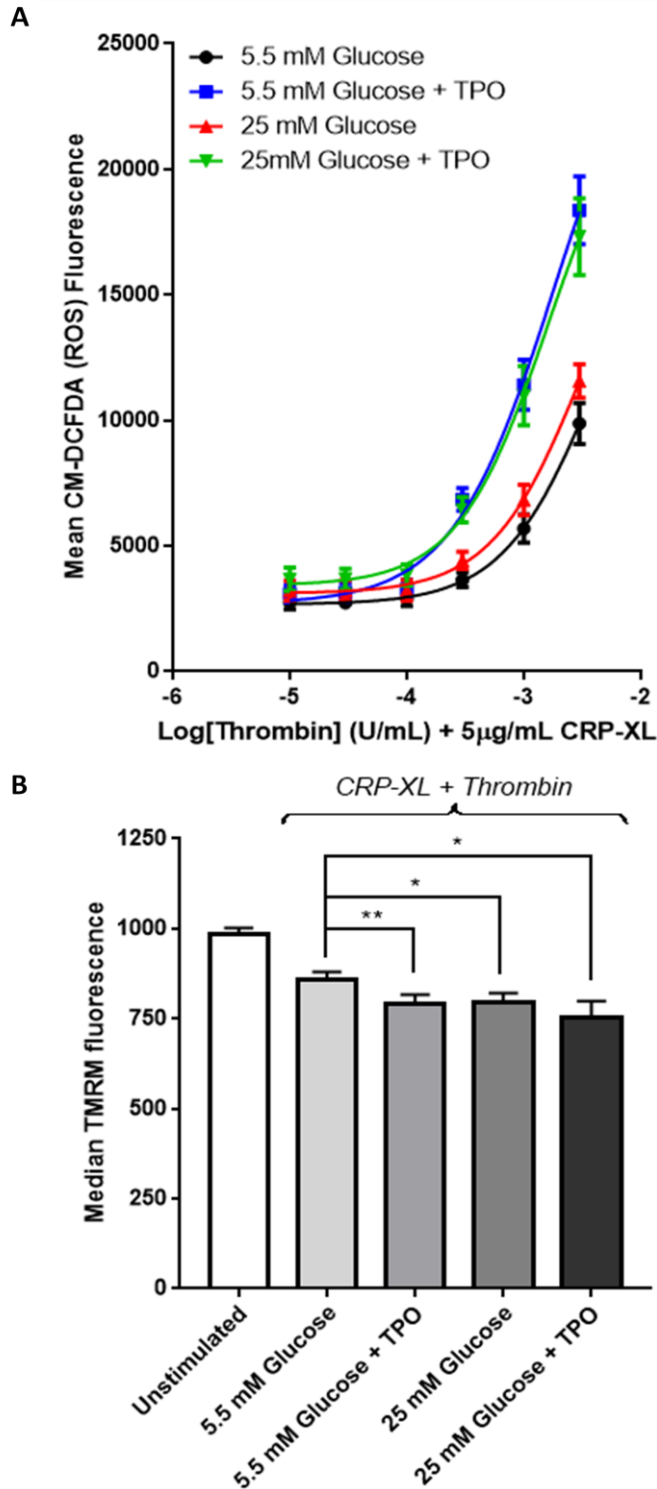 A
25000
20000
15000
10000
5000
0
Mean CM-DCFDA (ROS) Fluorescence
5.5 mM Glucose
5.5 mM Glucose + TPO
25 mM Glucose
25mM Glucose + TPO
-6 -5 -4 -3 -2
Log[Thrombin] (U/mL) + 5µg/mL CRP-XL
B
CRP-XL + Thrombin
1250
1000
750
500
250
0
Median TMRM fluorescence
*
*
**
Unstimulated
5.5 mM Glucose
5.5 mM Glucose + TPO
25 mM Glucose
25 mM Glucose + TPO